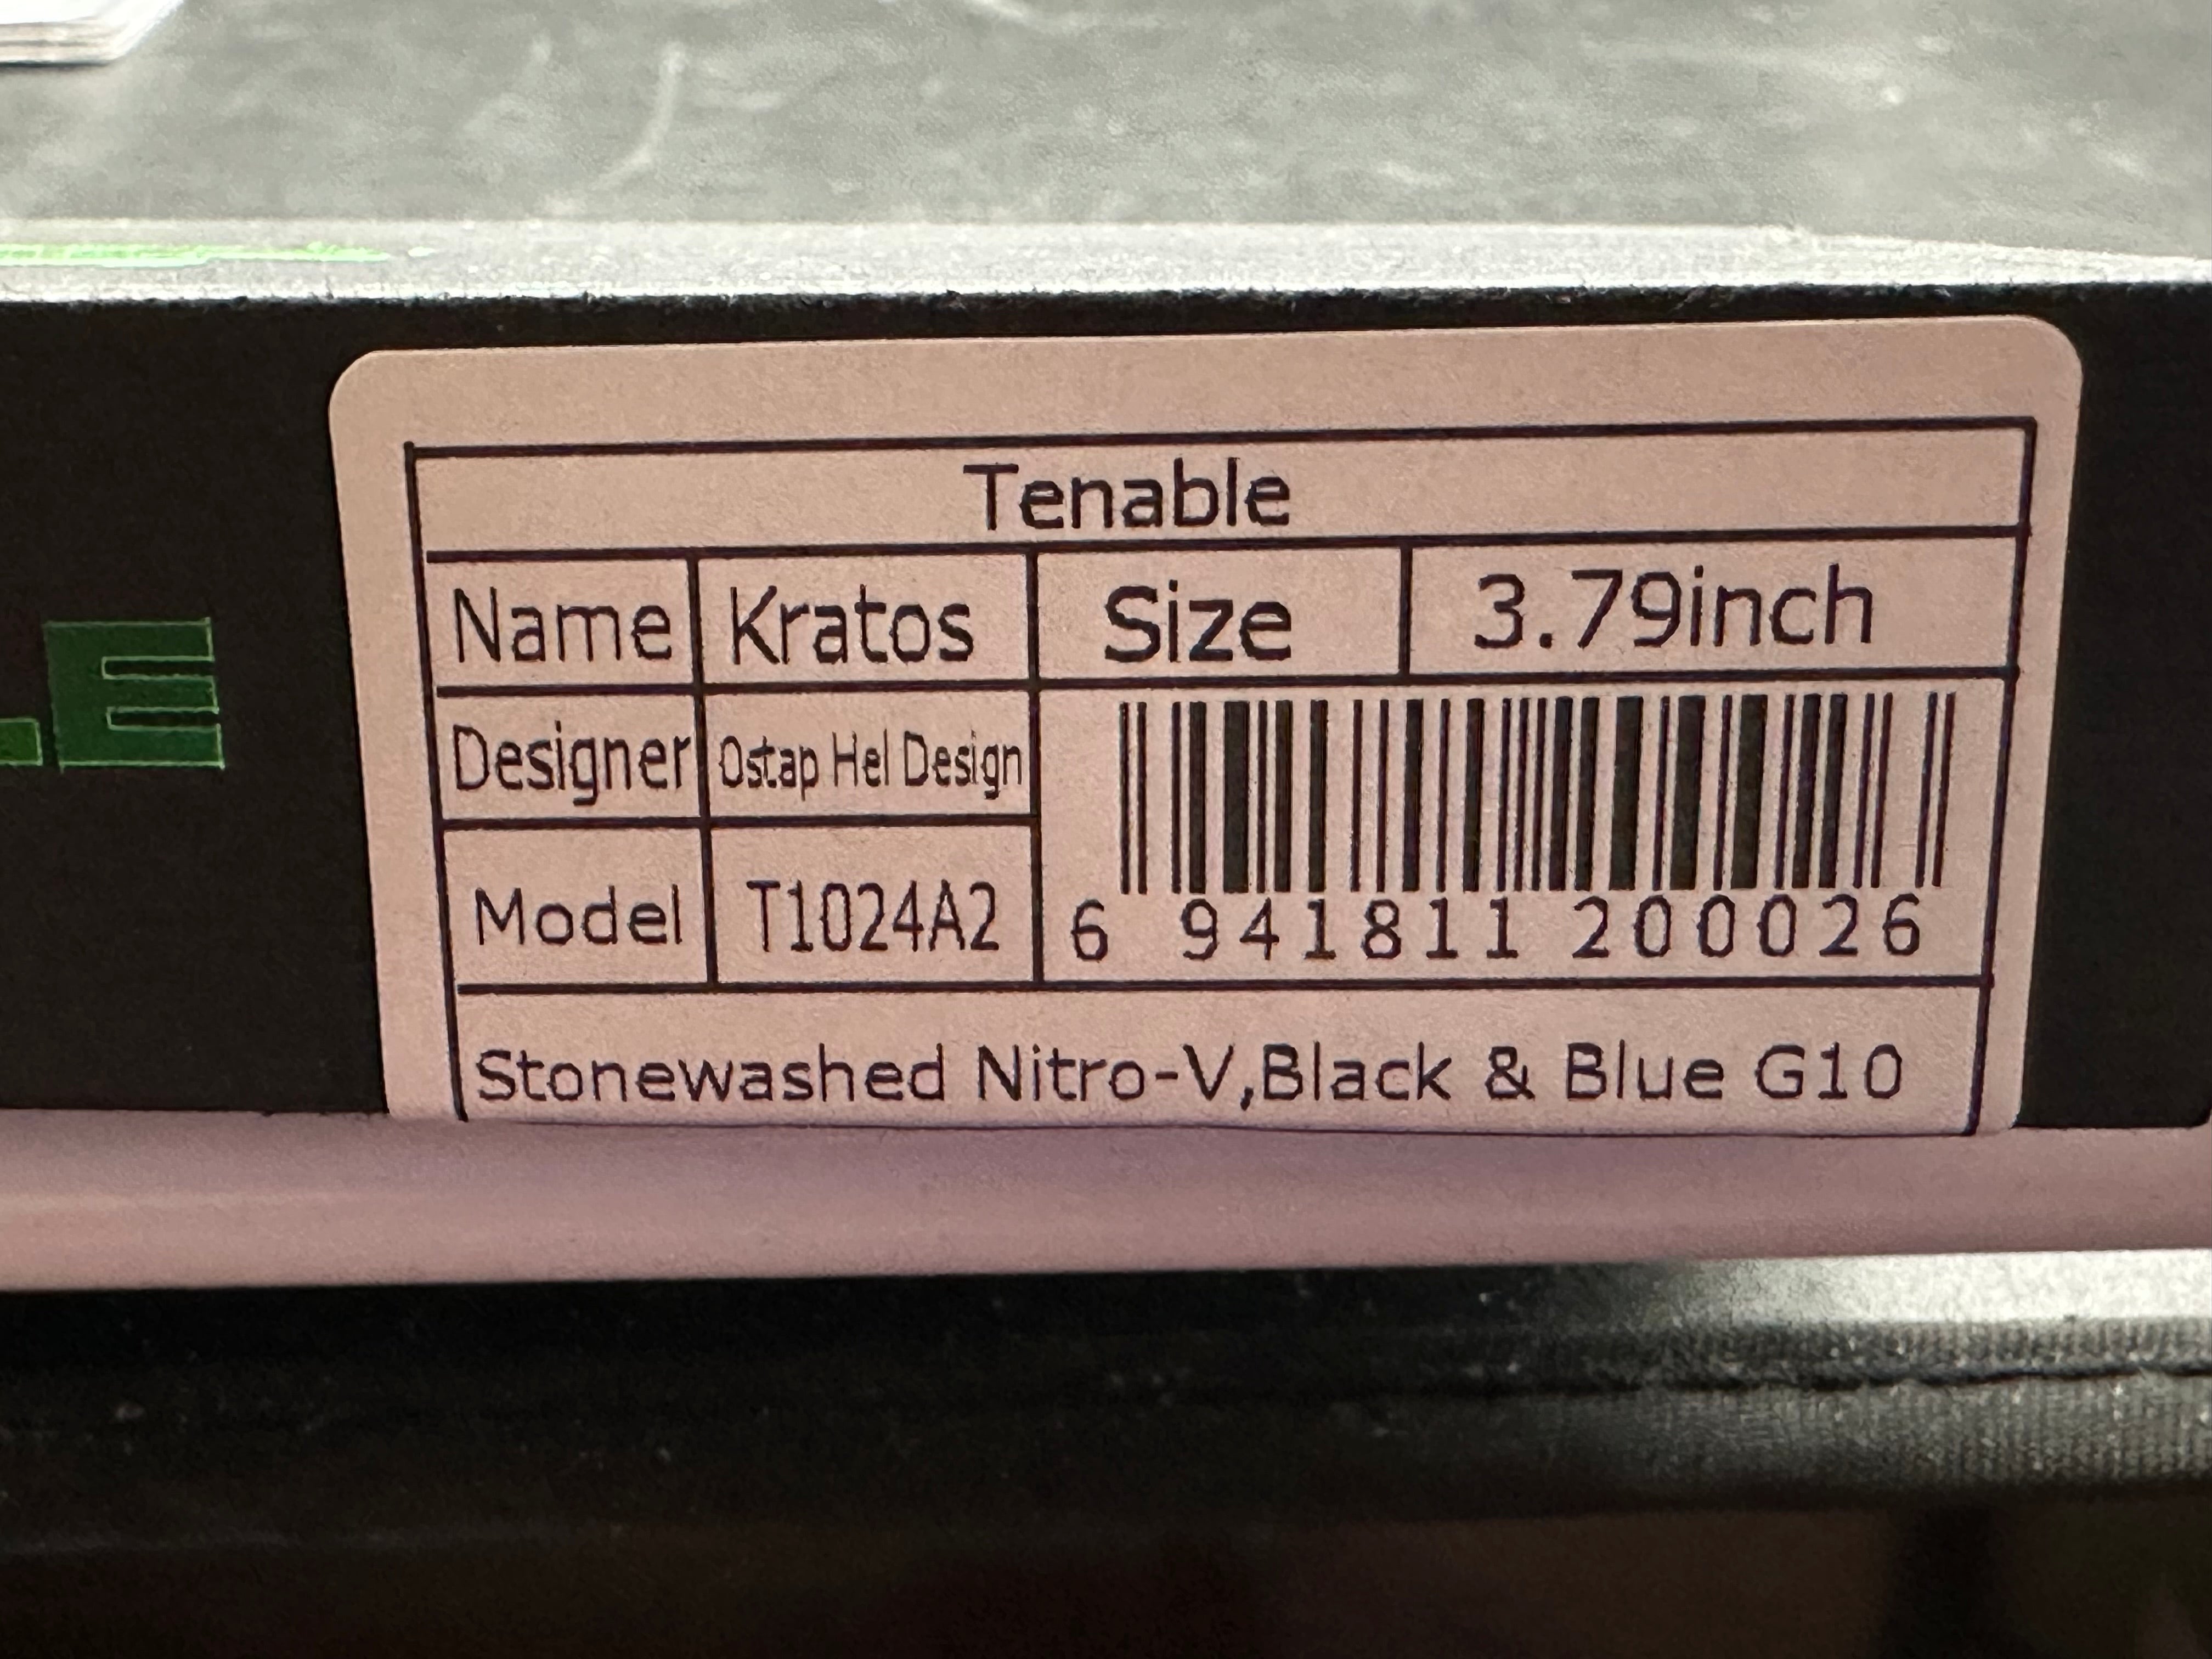 Tenable
Name Kratos Size 3.79inch
Designer Ostap Hel Design
Model T1024A2
6 941811 200026
Stonewashed Nitro-V,Black & Blue G10
LE